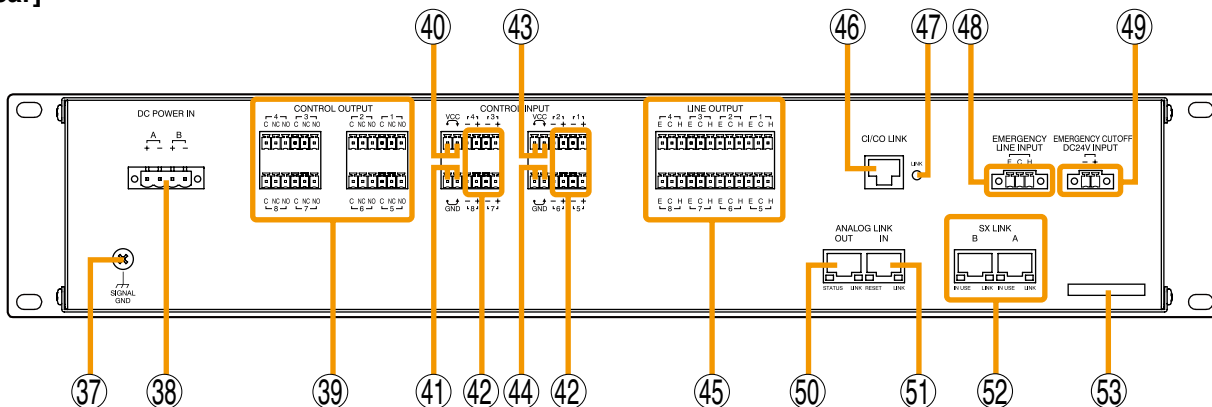 ar]
40 43 46 47 48 49
DC POWER IN
A B
+ − + −
CONTROL OUTPUT
4 3 2 1
C NC NO C NC NO C NC NO C NC NO
C NC NO C NC NO C NC NO C NC NO
8 7 6 5
CONTROL INPUT
VCC 4 3 VCC 2 1
− + − + − + − +
GND − + − + GND − + − +
8 7 6 5
LINE OUTPUT
4 3 2 1
E C H E C H E C H E C H
E C H E C H E C H E C H
8 7 6 5
CI/CO LINK
LINK
EMERGENCY
LINE INPUT
E C H
EMERGENCY CUTOFF
DC24V INPUT
− +
SIGNAL
GND
ANALOG LINK
OUT IN
STATUS LINK RESET LINK
SX LINK
B A
IN USE LINK IN USE LINK
37 38 39 41 42 44 42 45 50 51 52 53